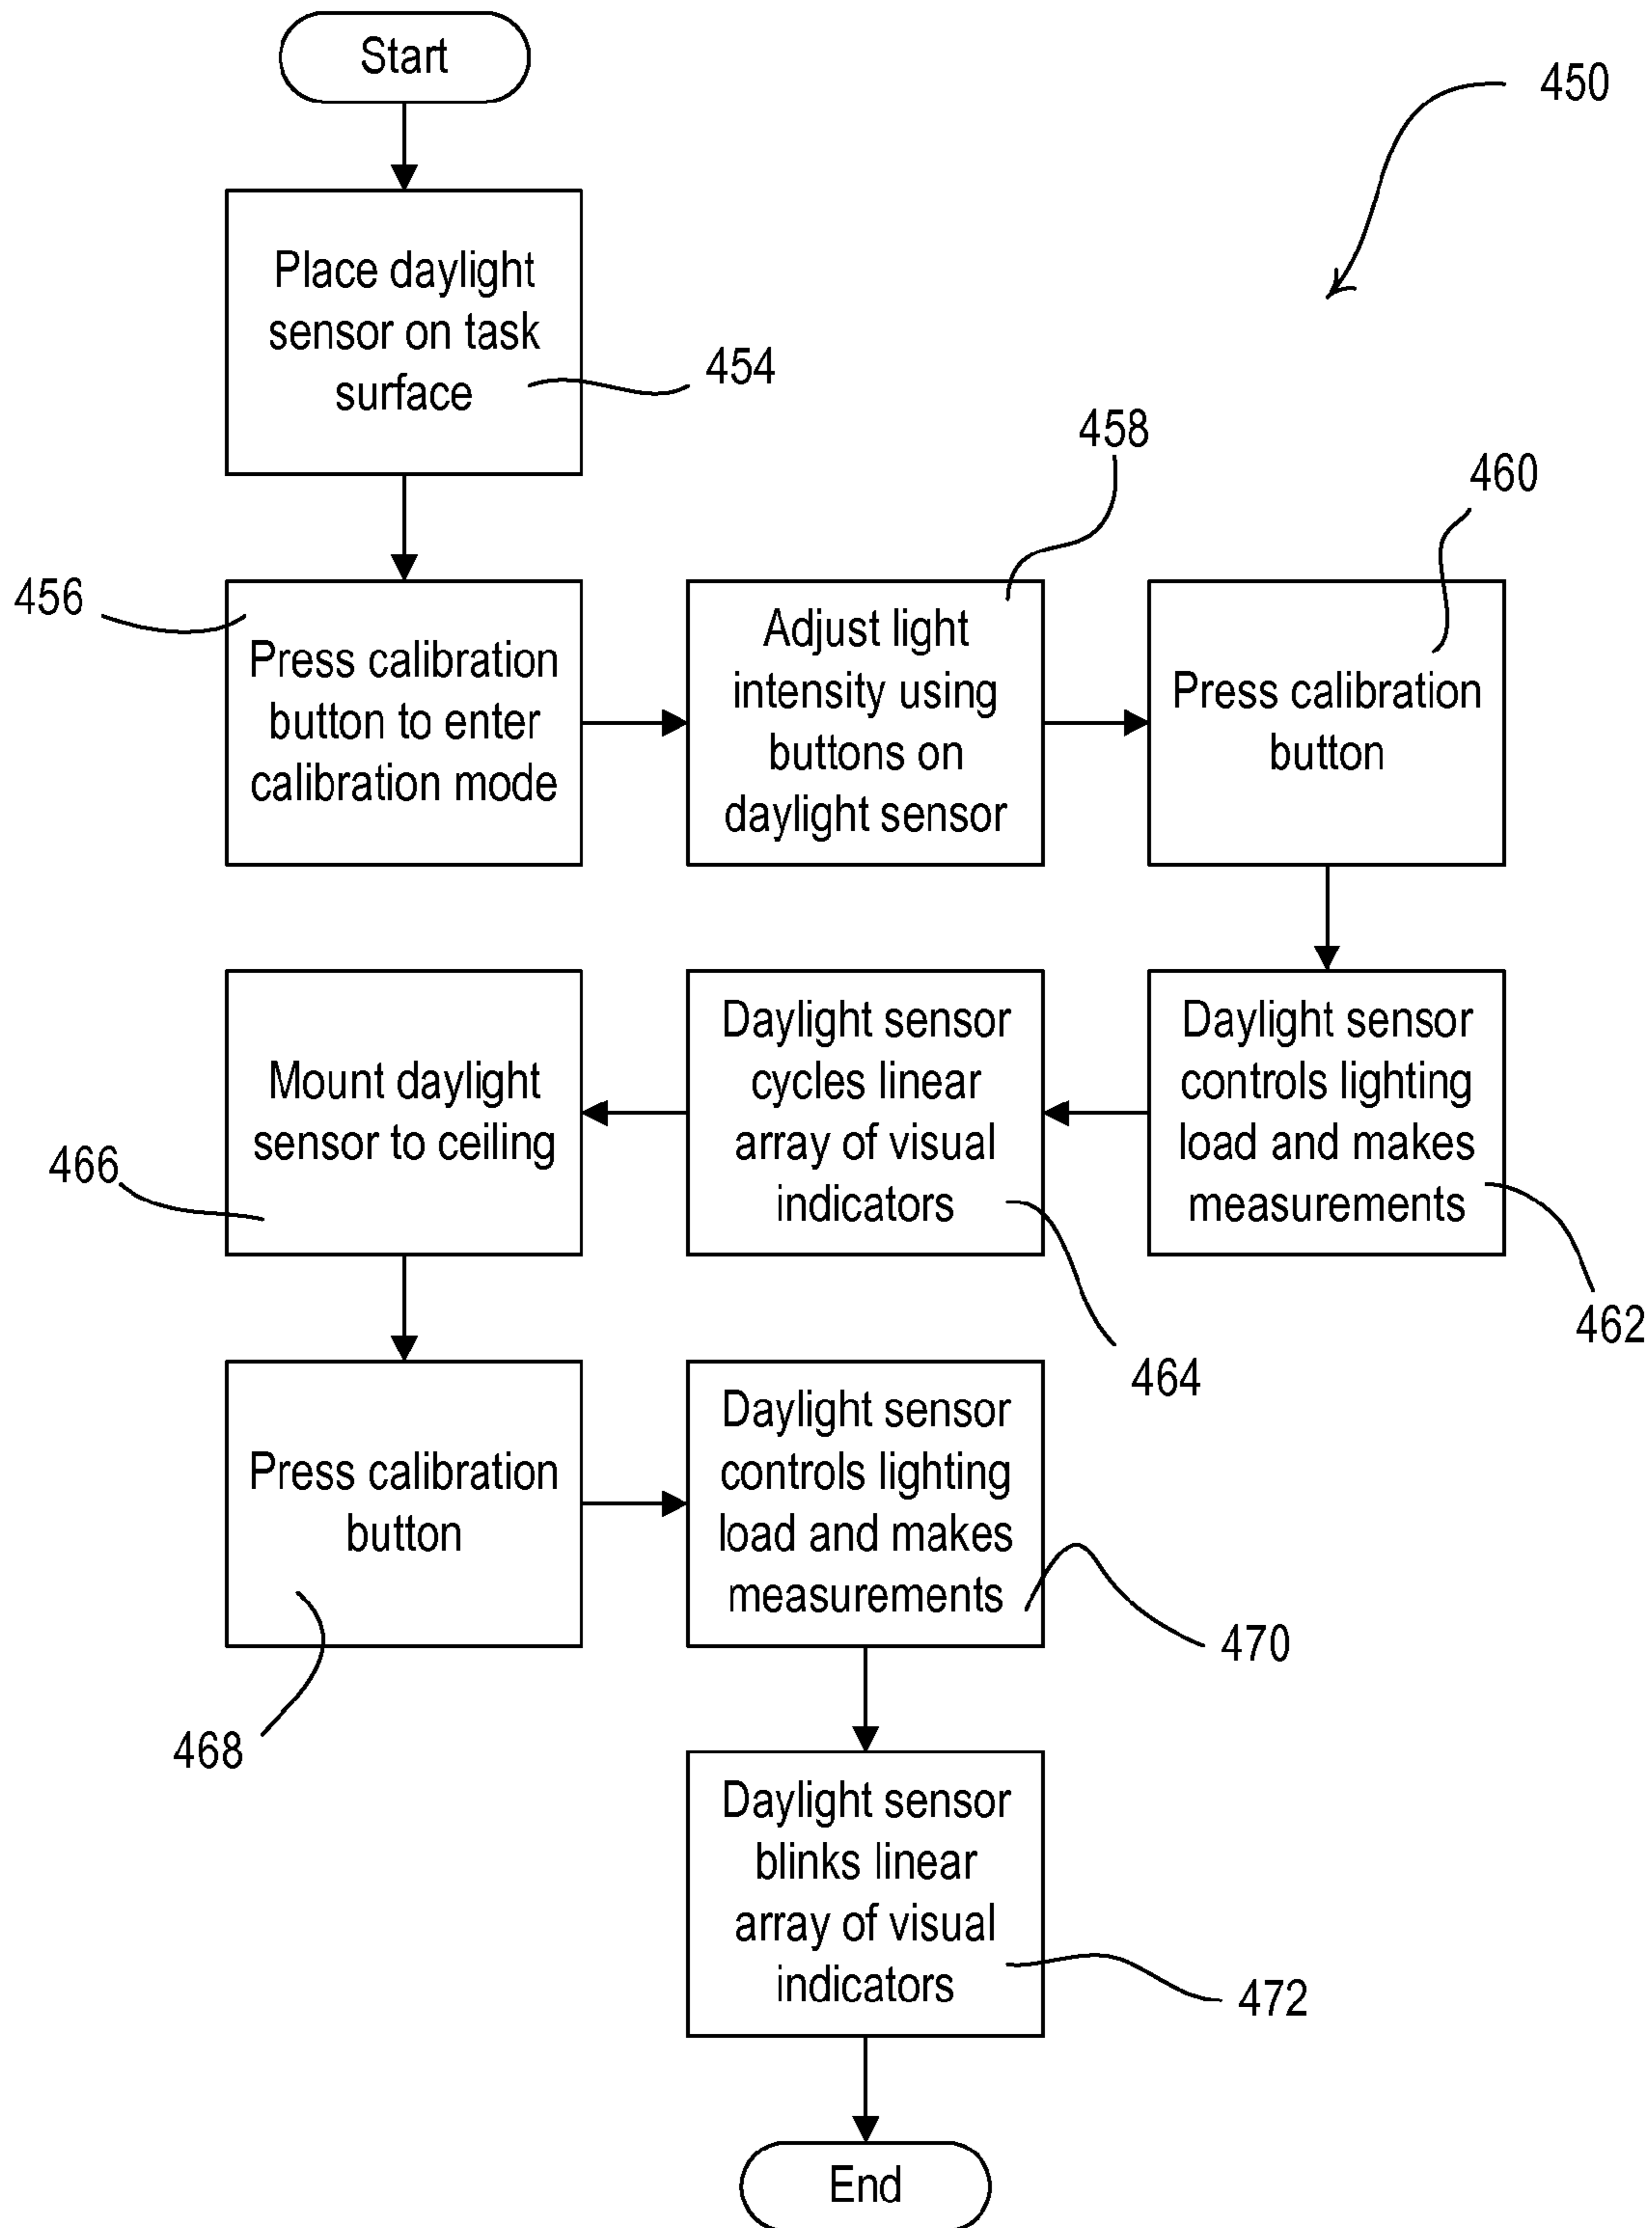 Start
450
Place daylight
sensor on task
surface
454
458
460
456
Press calibration
button to enter
calibration mode
Adjust light
intensity using
buttons on
daylight sensor
Press calibration
button
Mount daylight
sensor to ceiling
466
Daylight sensor
cycles linear
array of visual
indicators
464
Daylight sensor
controls lighting
load and makes
measurements
462
Press calibration
button
468
Daylight sensor
controls lighting
load and makes
measurements
470
Daylight sensor
blinks linear
array of visual
indicators
472
End